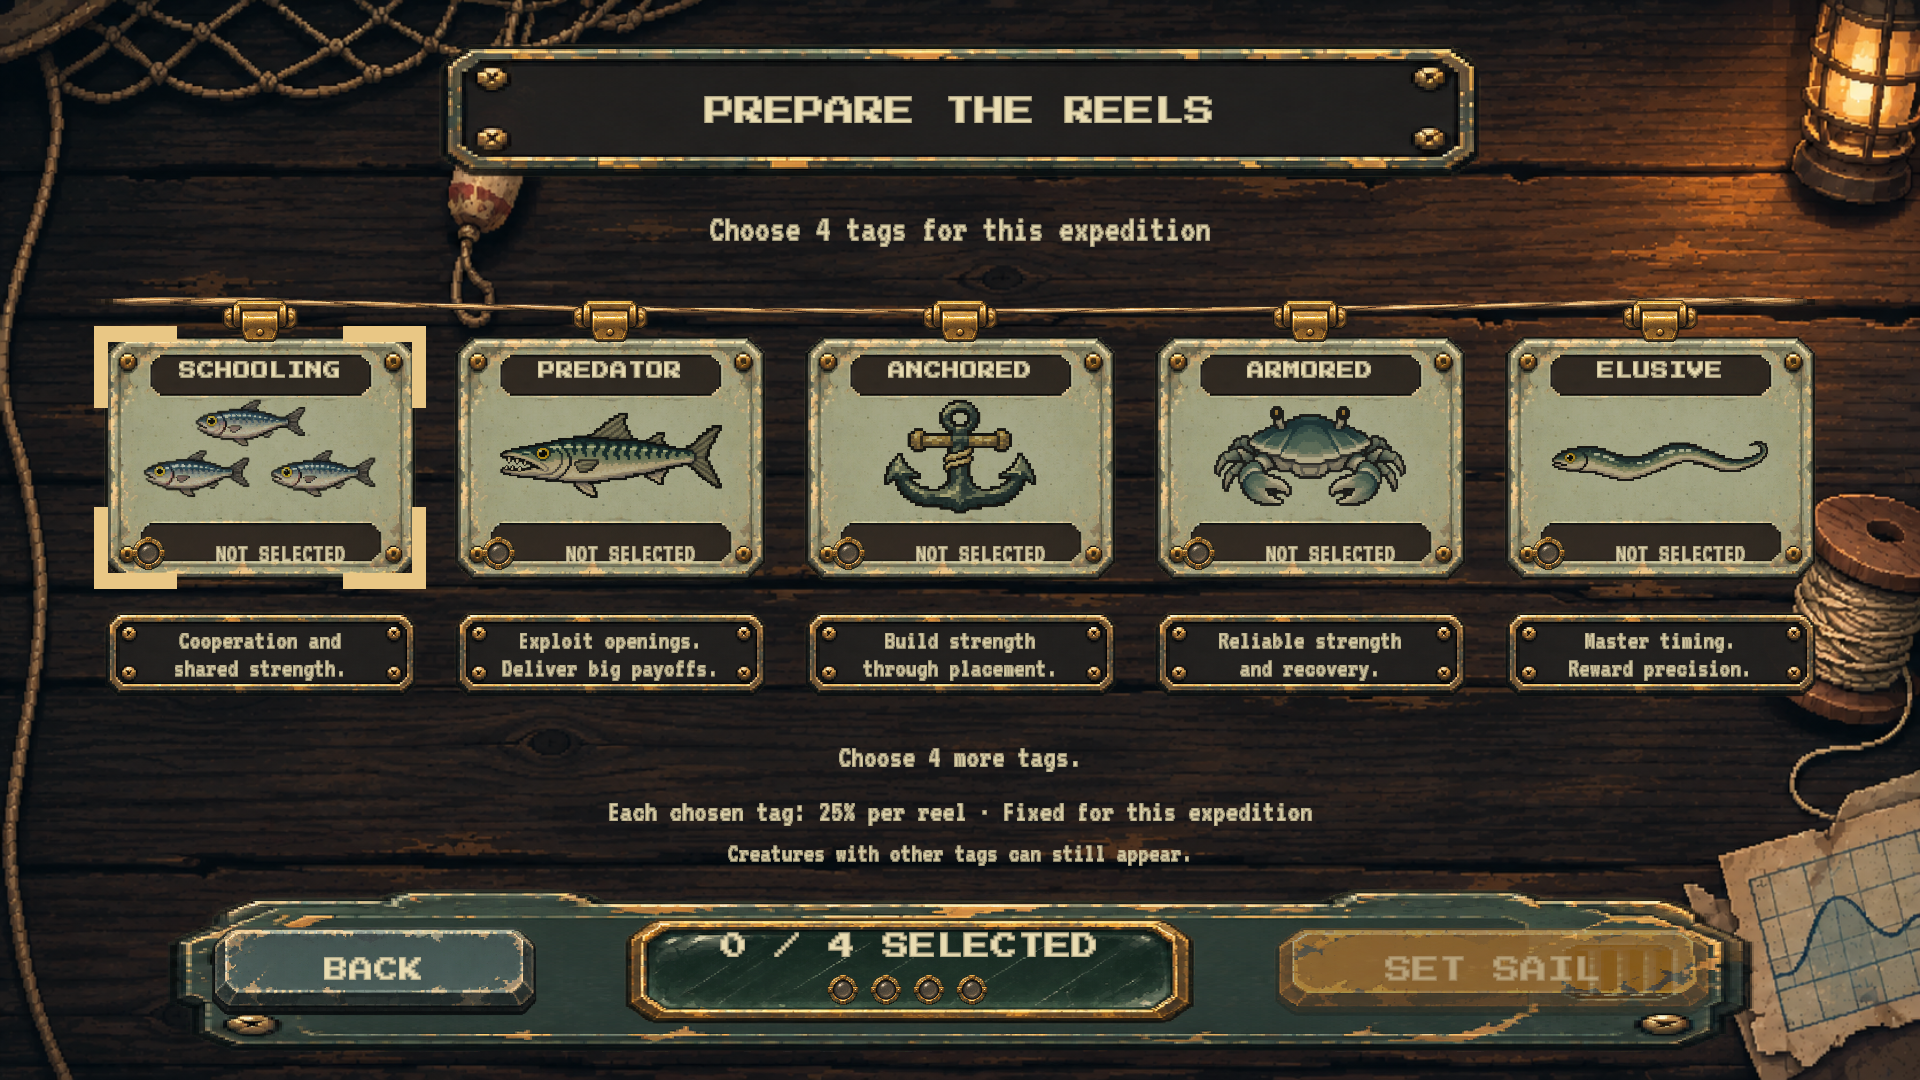 PREPARE THE REELS
Choose 4 tags for this expedition
SCHOOLING
PREDATOR
ANCHORED
ARMORED
ELUSIVE
NOT SELECTED
NOT SELECTED
NOT SELECTED
NOT SELECTED
NOT SELECTED
Cooperation and
shared strength.
Exploit openings.
Deliver big payoffs.
Build strength
through placement.
Reliable strength
and recovery.
Master timing.
Reward precision.
Choose 4 more tags.
Each chosen tag: 25% per reel · Fixed for this expedition
Creatures with other tags can still appear.
BACK
0 / 4 SELECTED
SET SAIL